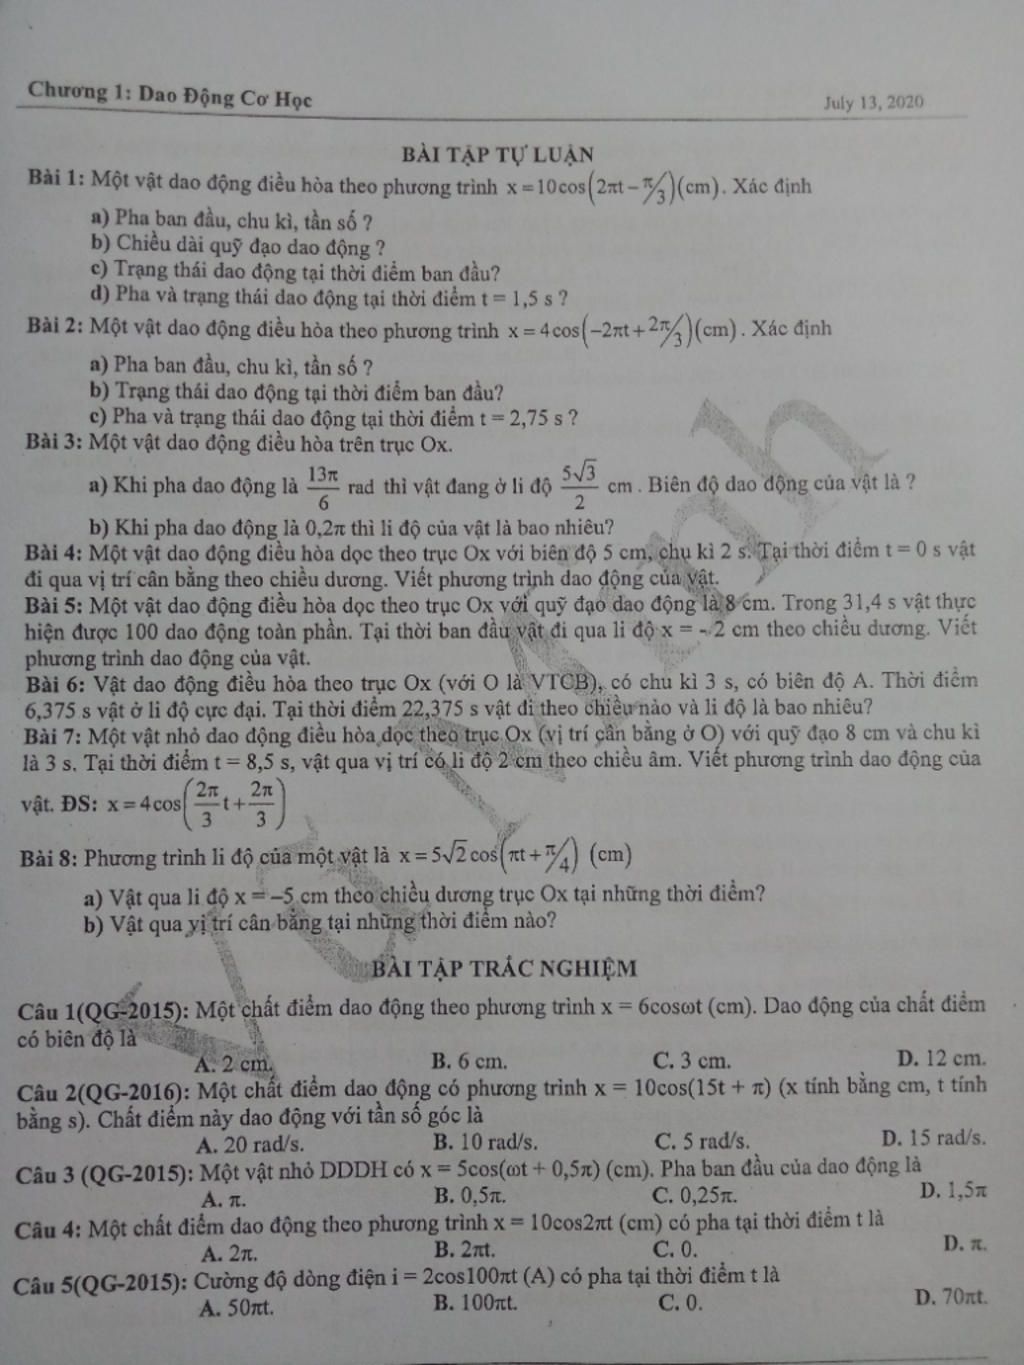 Chương 1: Dao Động Cơ Học
July 13, 2020
BÀI TẬP TỰ LUẬN
Bài 1: Một vật dao động điều hòa theo phương trình x = 10cos(2πt − π/3)(cm). Xác định
a) Pha ban đầu, chu kì, tần số ?
b) Chiều dài quỹ đạo dao động ?
c) Trạng thái dao động tại thời điểm ban đầu?
d) Pha và trạng thái dao động tại thời điểm t = 1,5 s ?
Bài 2: Một vật dao động điều hòa theo phương trình x = 4cos(−2πt + 2π/3)(cm). Xác định
a) Pha ban đầu, chu kì, tần số ?
b) Trạng thái dao động tại thời điểm ban đầu?
c) Pha và trạng thái dao động tại thời điểm t = 2,75 s ?
Bài 3: Một vật dao động điều hòa trên trục Ox.
a) Khi pha dao động là 13π/6 rad thì vật đang ở li độ 5√3/2 cm. Biên độ dao động của vật là ?
b) Khi pha dao động là 0,2π thì li độ của vật là bao nhiêu?
Bài 4: Một vật dao động điều hòa dọc theo trục Ox với biên độ 5 cm, chu kì 2 s. Tại thời điểm t = 0 s vật
đi qua vị trí cân bằng theo chiều dương. Viết phương trình dao động của vật.
Bài 5: Một vật dao động điều hòa dọc theo trục Ox với quỹ đạo dao động là 8 cm. Trong 31,4 s vật thực
hiện được 100 dao động toàn phần. Tại thời ban đầu vật đi qua li độ x = - 2 cm theo chiều dương. Viết
phương trình dao động của vật.
Bài 6: Vật dao động điều hòa theo trục Ox (với O là VTCB), có chu kì 3 s, có biên độ A. Thời điểm
6,375 s vật ở li độ cực đại. Tại thời điểm 22,375 s vật đi theo chiều nào và li độ là bao nhiêu?
Bài 7: Một vật nhỏ dao dộng điều hòa dọc theo trục Ox (vị trí cân bằng ở O) với quỹ đạo 8 cm và chu kì
là 3 s. Tại thời điểm t = 8,5 s, vật qua vị trí có li độ 2 cm theo chiều âm. Viết phương trình dao động của
vật. ĐS: x = 4cos(2π/3 t + 2π/3)
Bài 8: Phương trình li độ của một vật là x = 5√2cos(πt + π/4) (cm)
a) Vật qua li độ x = –5 cm theo chiều dương trục Ox tại những thời điểm?
b) Vật qua vị trí cân bằng tại những thời điểm nào?
BÀI TẬP TRẮC NGHIỆM
Câu 1(QG-2015): Một chất điểm dao động theo phương trình x = 6cosωt (cm). Dao động của chất điểm
có biên độ là
A. 2 cm. B. 6 cm. C. 3 cm. D. 12 cm.
Câu 2(QG-2016): Một chất điểm dao động có phương trình x = 10cos(15t + π) (x tính bằng cm, t tính
bằng s). Chất điểm này dao động với tần số góc là
A. 20 rad/s. B. 10 rad/s. C. 5 rad/s. D. 15 rad/s.
Câu 3 (QG-2015): Một vật nhỏ DDDH có x = 5cos(ωt + 0,5π) (cm). Pha ban đầu của dao động là
A. π. B. 0,5π. C. 0,25π. D. 1,5π
Câu 4: Một chất điểm dao động theo phương trình x = 10cos2πt (cm) có pha tại thời điểm t là
A. 2π. B. 2πt. C. 0. D. π.
Câu 5(QG-2015): Cường độ dòng điện i = 2cos100πt (A) có pha tại thời điểm t là
A. 50πt. B. 100πt. C. 0. D. 70πt.